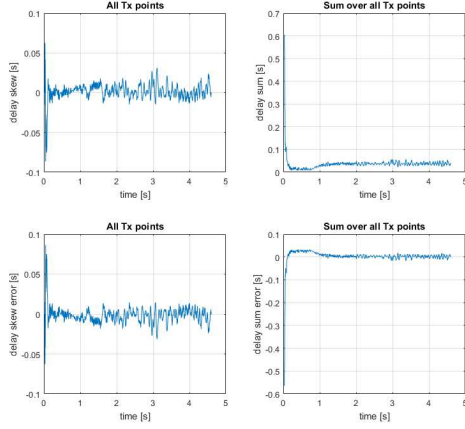 All Tx points
0.1
0.05
0
-0.05
-0.1
delay skew [s]
0 1 2 3 4 5
time [s]
Sum over all Tx points
0.7
0.6
0.5
0.4
0.3
0.2
0.1
0
delay sum [s]
0 1 2 3 4 5
time [s]
All Tx points
0.1
0.05
0
-0.05
-0.1
delay skew error [s]
0 1 2 3 4 5
time [s]
Sum over all Tx points
0.1
0
-0.1
-0.2
-0.3
-0.4
-0.5
-0.6
delay sum error [s]
0 1 2 3 4 5
time [s]